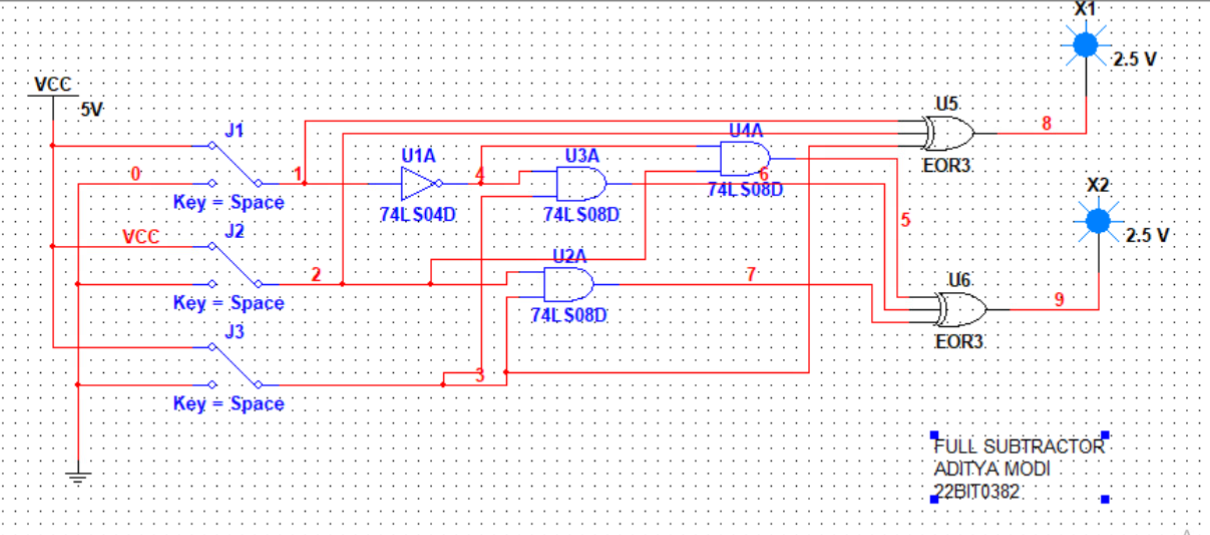 X1
2.5 V
VCC
5V
U5
J1
U4A
8
U1A
U3A
0
1
4
6
EOR3
X2
Key = Space
74LS04D
74LS08D
74LS08D
5
2.5 V
VCC
J2
U2A
2
7
U6
9
Key = Space
74LS08D
J3
EOR3
3
Key = Space
FULL SUBTRACTOR
ADITYA MODI
22BIT0382